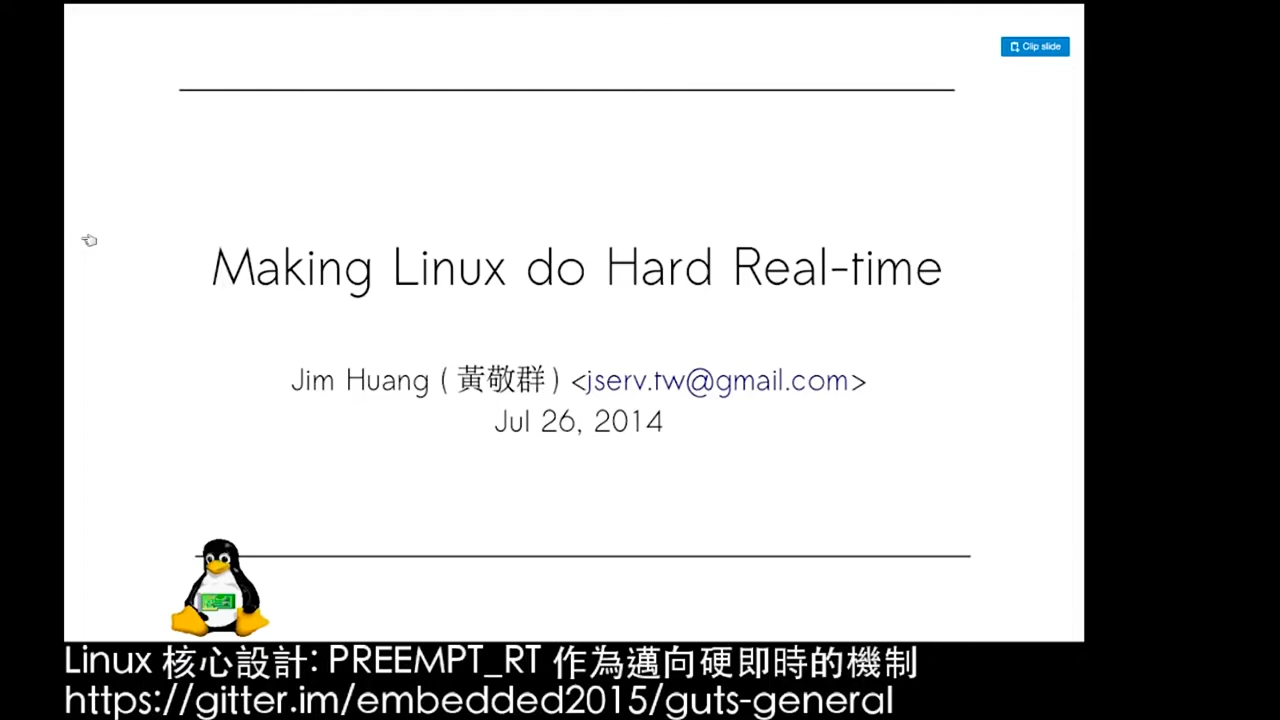 Clip slide
Making Linux do Hard Real-time
Jim Huang ( 黃敬群 ) <jserv.tw@gmail.com>
Jul 26, 2014
Linux 核心設計: PREEMPT_RT 作為邁向硬即時的機制
https://gitter.im/embedded2015/guts-general